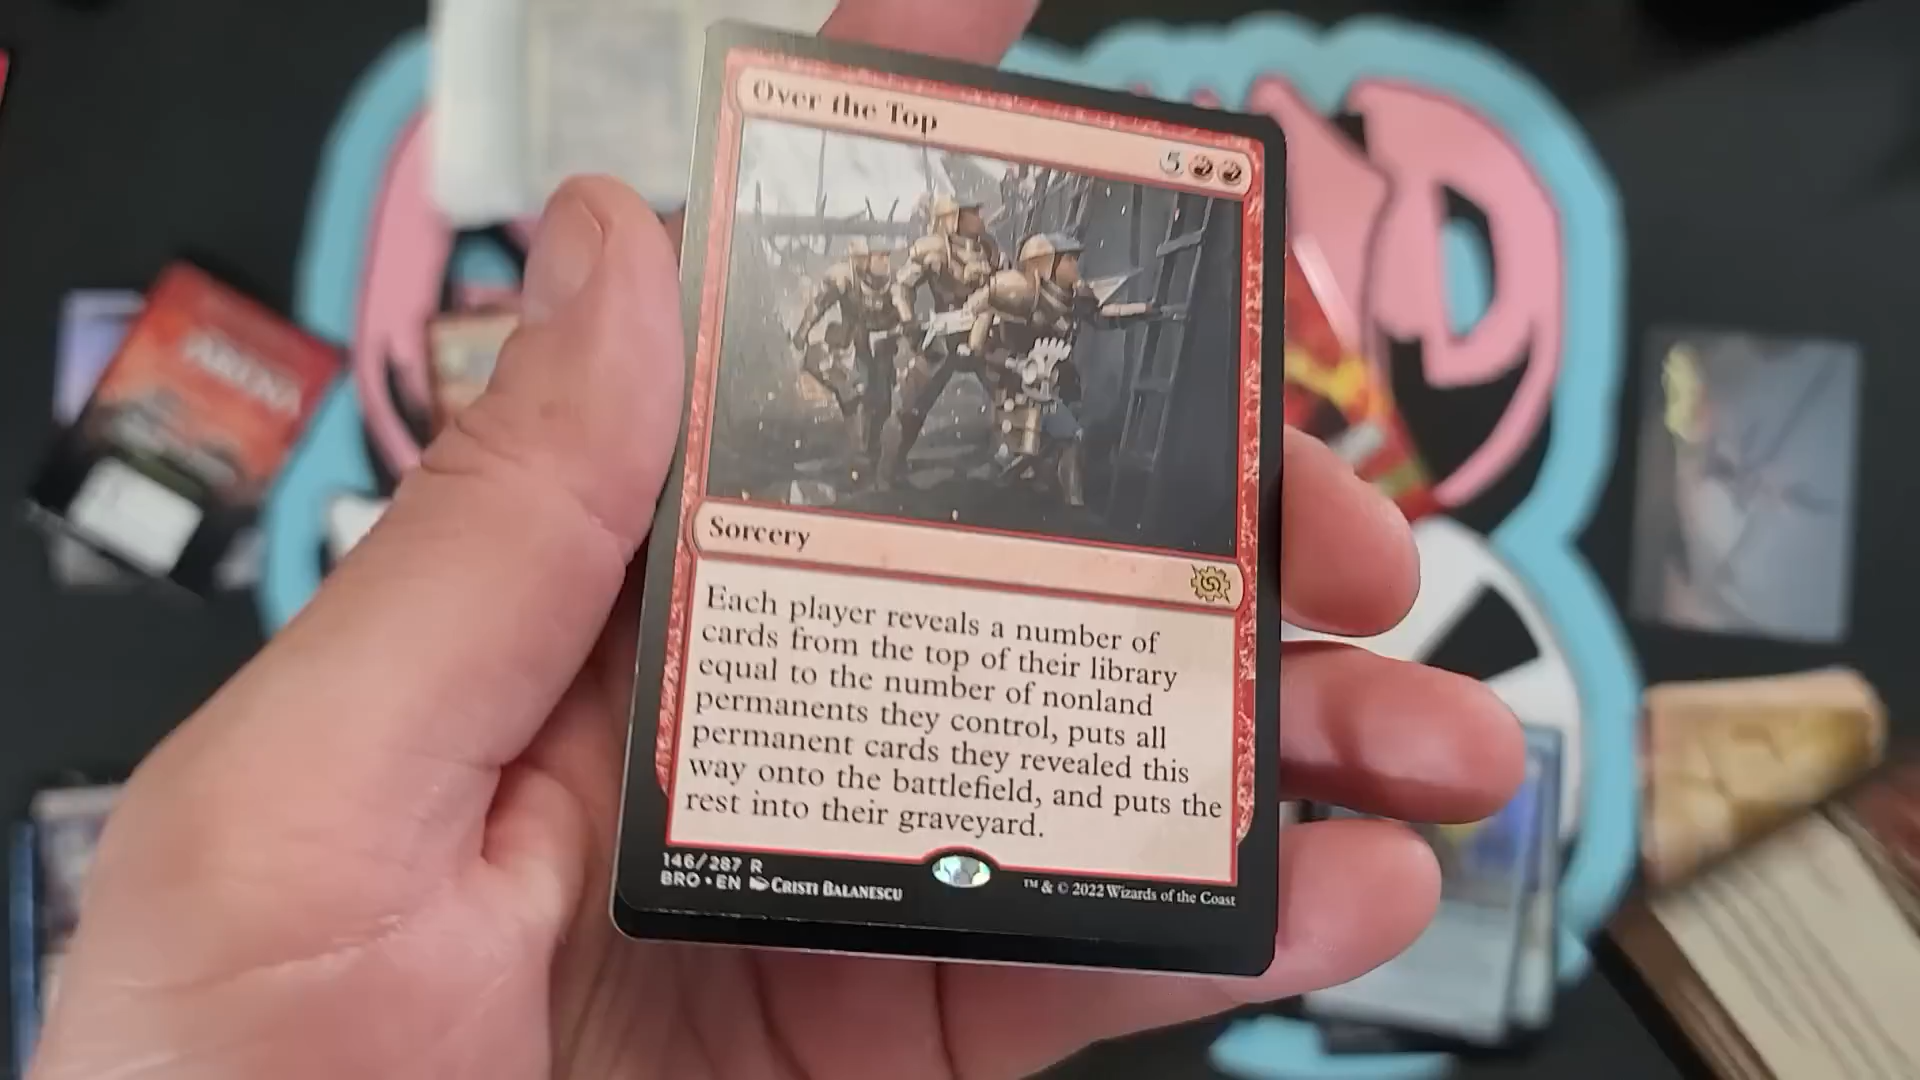 Over the Top
5
Sorcery
Each player reveals a number of
cards from the top of their library
equal to the number of nonland
permanents they control, puts all
permanent cards they revealed this
way onto the battlefield, and puts the
rest into their graveyard.
146/287 R
BRO • EN CRISTI BALANESCU
™ & © 2022 Wizards of the Coast
ARENA